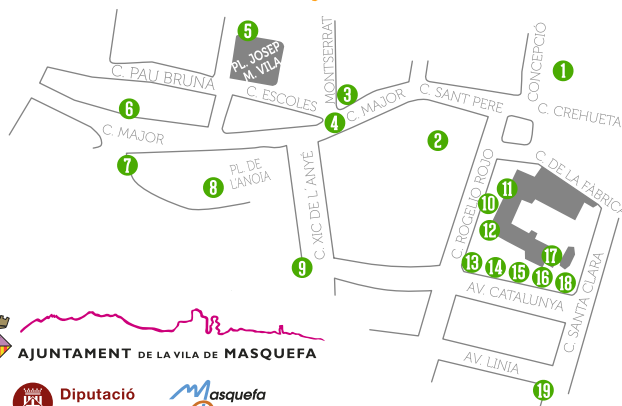 5
PL. JOSEP
M. VILA
MONTSERRAT
CONCEPCIÓ
1
C. PAU BRUNA
C. ESCOLES
3
C. MAJOR
C. SANT PERE
C. CREHUETA
6
4
C. MAJOR
2
7
PL. DE
L'ANOIA
8
C. XIC DE L'ANYÉ
C. ROGELIO ROJO
C. DE LA FÀBRICA
11
10
12
9
13
14
15
16
17
18
AV. CATALUNYA
C. SANTA CLARA
AV. LINIA
19
AJUNTAMENT DE LA VILA DE MASQUEFA
Diputació
Masquefa